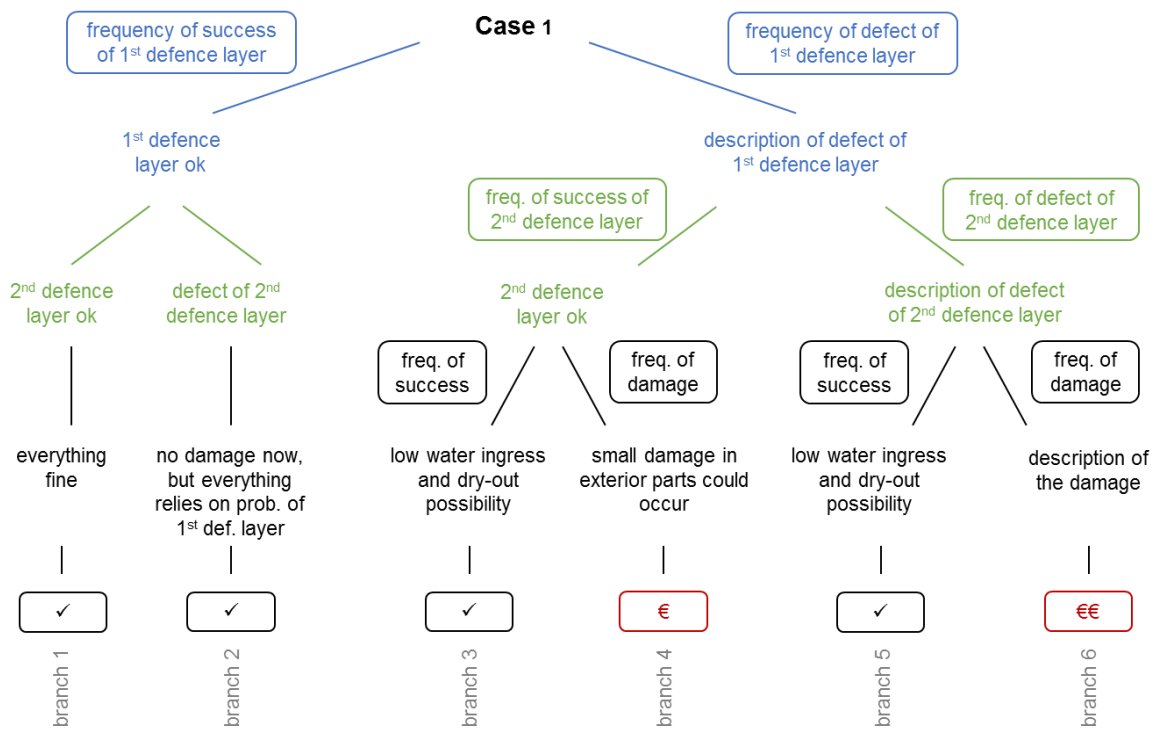 Case 1
frequency of success
of 1st defence layer
frequency of defect of
1st defence layer
1st defence
layer ok
description of defect of
1st defence layer
freq. of success of
2nd defence layer
freq. of defect of
2nd defence layer
2nd defence
layer ok
defect of 2nd
defence layer
2nd defence
layer ok
description of defect
of 2nd defence layer
freq. of
success
freq. of
damage
freq. of
success
freq. of
damage
everything
fine
no damage now,
but everything
relies on prob. of
1st def. layer
low water ingress
and dry-out
possibility
small damage in
exterior parts could
occur
low water ingress
and dry-out
possibility
description of
the damage
✓
✓
✓
€
✓
€€
branch 1
branch 2
branch 3
branch 4
branch 5
branch 6